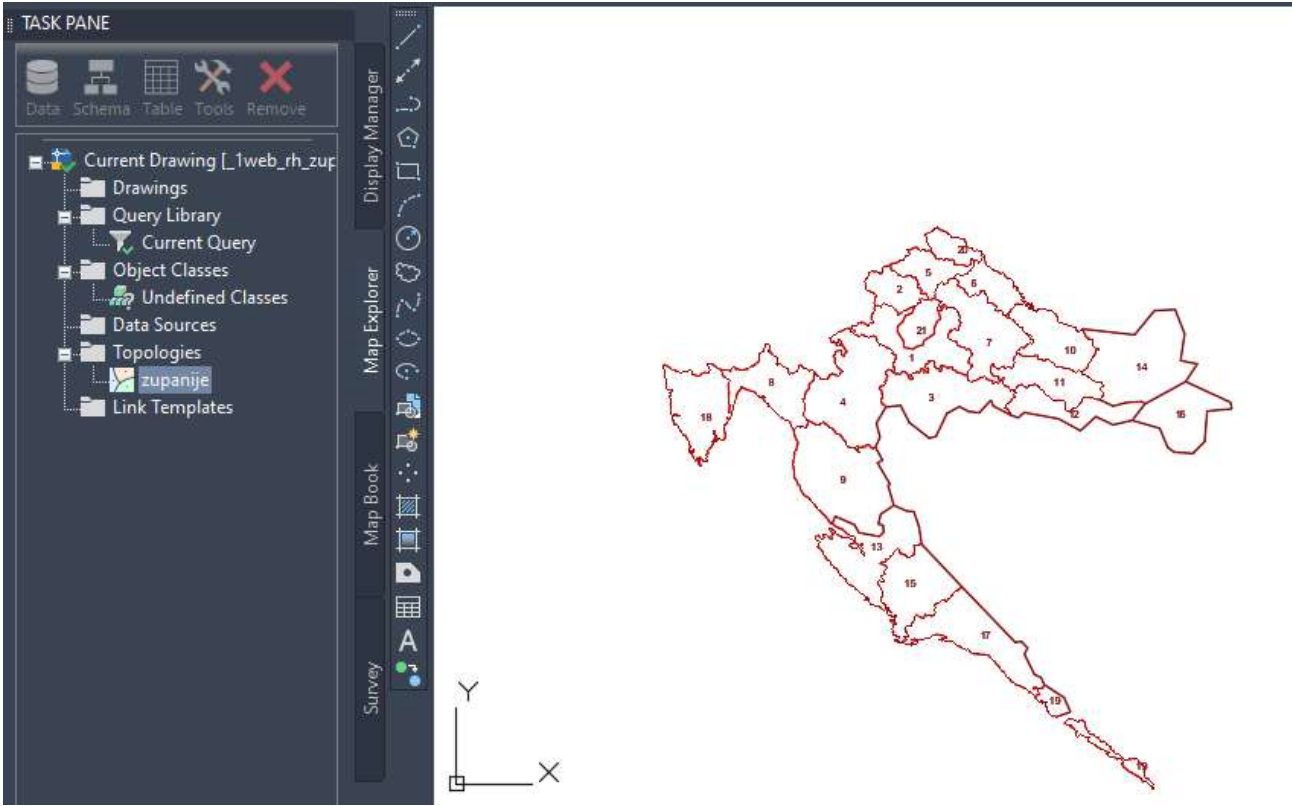 TASK PANE
Data Schema Table Tools Remove
Current Drawing [_1web_rh_zup
Drawings
Query Library
Current Query
Object Classes
Undefined Classes
Data Sources
Topologies
zupanije
Link Templates
Display Manager
Map Explorer
Map Book
Survey
A
Y
X
20
5
2
6
21
7
1
10
14
8
11
4
3
18
12
16
9
13
15
17
19
19